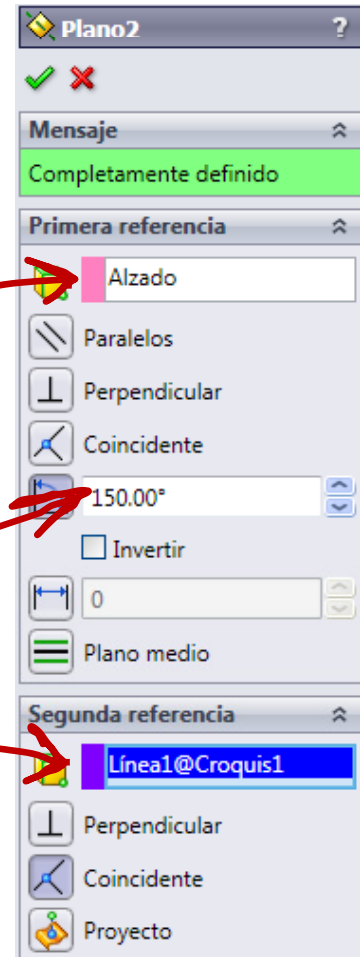 Plano2 ?
Mensaje
Completamente definido
Primera referencia
Alzado
Paralelos
Perpendicular
Coincidente
150.00°
Invertir
0
Plano medio
Segunda referencia
Línea1@Croquis1
Perpendicular
Coincidente
Proyecto